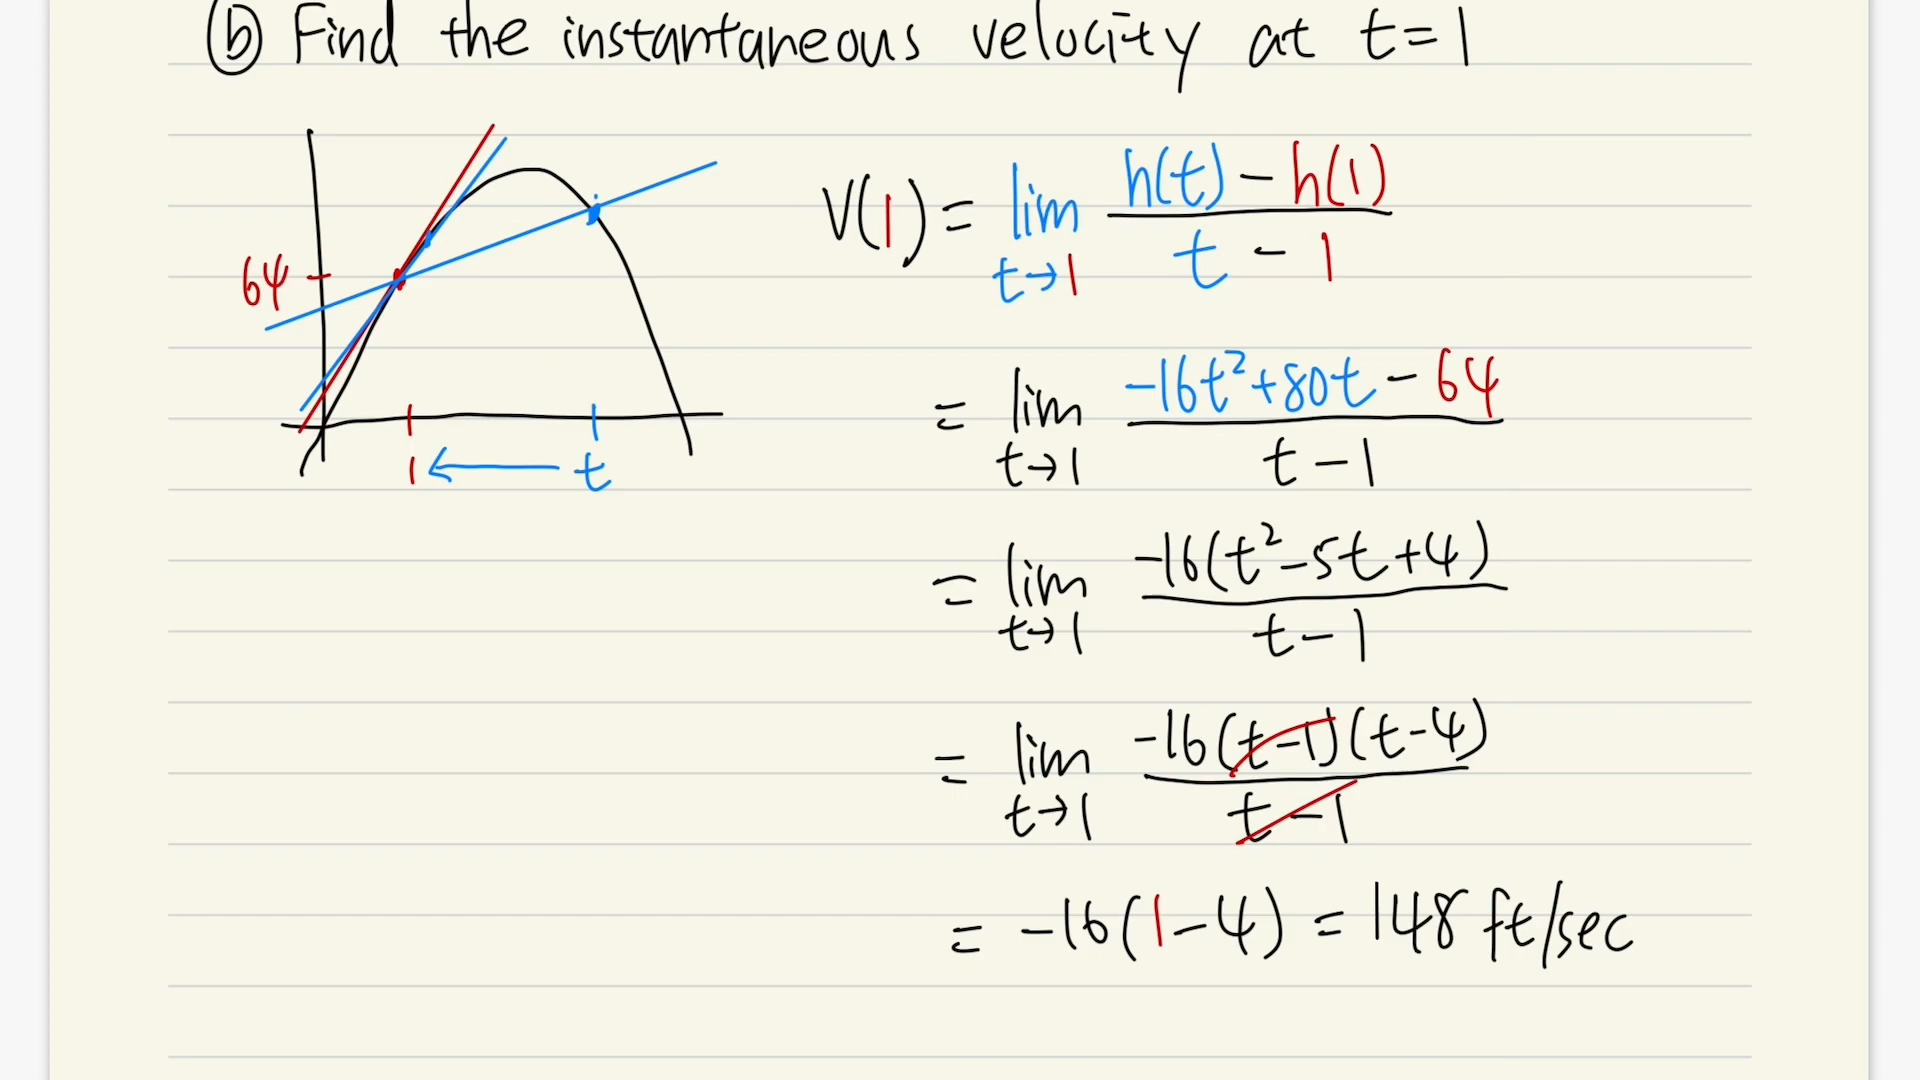 ⓑ Find the instantaneous velocity at t=1
64
1 ← t
V(1) = lim t→1 h(t) - h(1) / t - 1
= lim t→1 -16t²+80t - 64 / t - 1
= lim t→1 -16(t²-5t+4) / t - 1
= lim t→1 -16(t-1)(t-4) / t - 1
= -16(1-4) = 148 ft/sec